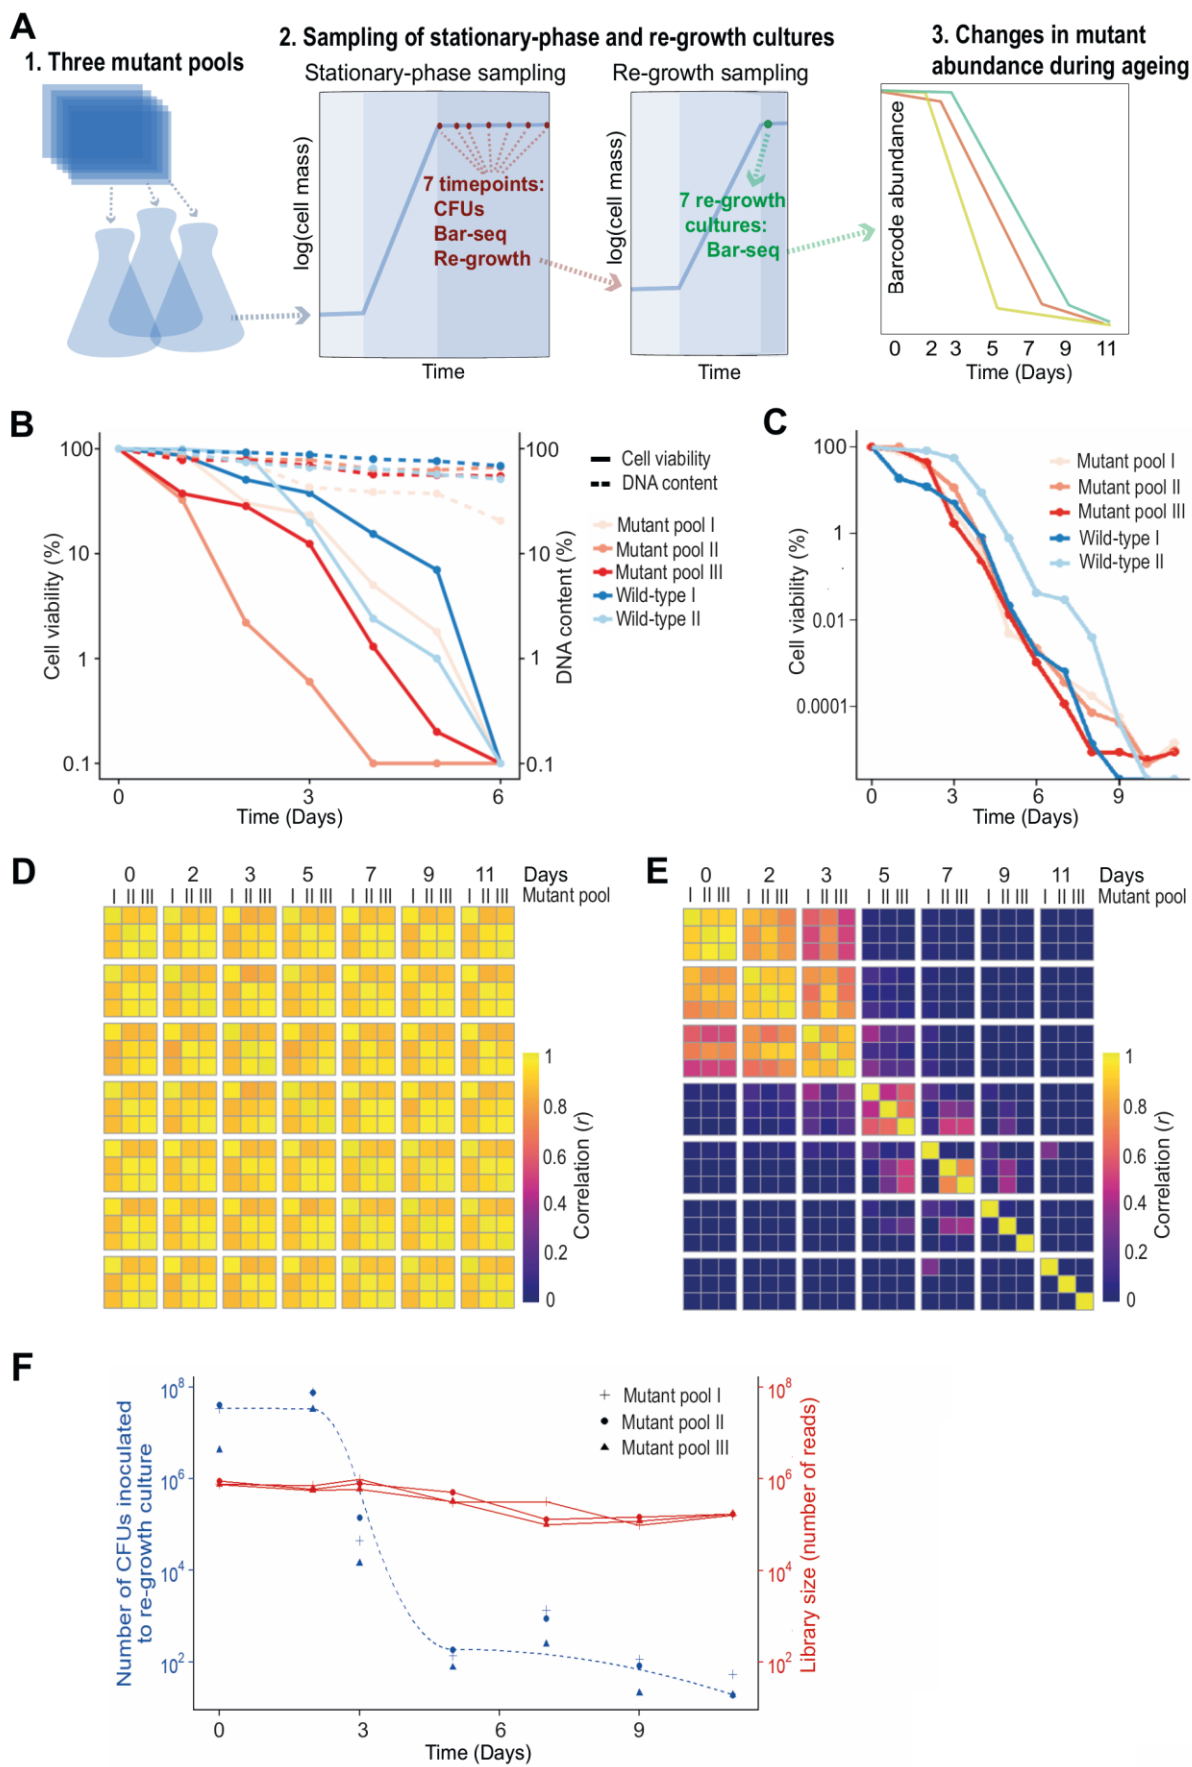 A
1. Three mutant pools
2. Sampling of stationary-phase and re-growth cultures
Stationary-phase sampling
log(cell mass)
7 timepoints:
CFUs
Bar-seq
Re-growth
Time
Re-growth sampling
log(cell mass)
7 re-growth
cultures:
Bar-seq
Time
3. Changes in mutant
abundance during ageing
Barcode abundance
0 2 3 5 7 9 11
Time (Days)
B
Cell viability (%)
100
10
1
0.1
0 3 6
Time (Days)
100
10
1
0.1
DNA content (%)
Cell viability
DNA content
Mutant pool I
Mutant pool II
Mutant pool III
Wild-type I
Wild-type II
C
Cell viability (%)
100
1
0.01
0.0001
0 3 6 9
Time (Days)
Mutant pool I
Mutant pool II
Mutant pool III
Wild-type I
Wild-type II
D
0 2 3 5 7 9 11 Days
I II III I II III I II III I II III I II III I II III I II III Mutant pool
1
0.8
0.6
0.4
0.2
0
Correlation (r)
E
0 2 3 5 7 9 11 Days
I II III I II III I II III I II III I II III I II III I II III Mutant pool
1
0.8
0.6
0.4
0.2
0
Correlation (r)
F
Number of CFUs inoculated
to re-growth culture
10⁸
10⁶
10⁴
10²
0 3 9
Time (Days)
Mutant pool I
Mutant pool II
Mutant pool III
10⁸
10⁶
10⁴
10²
Library size (number of reads)